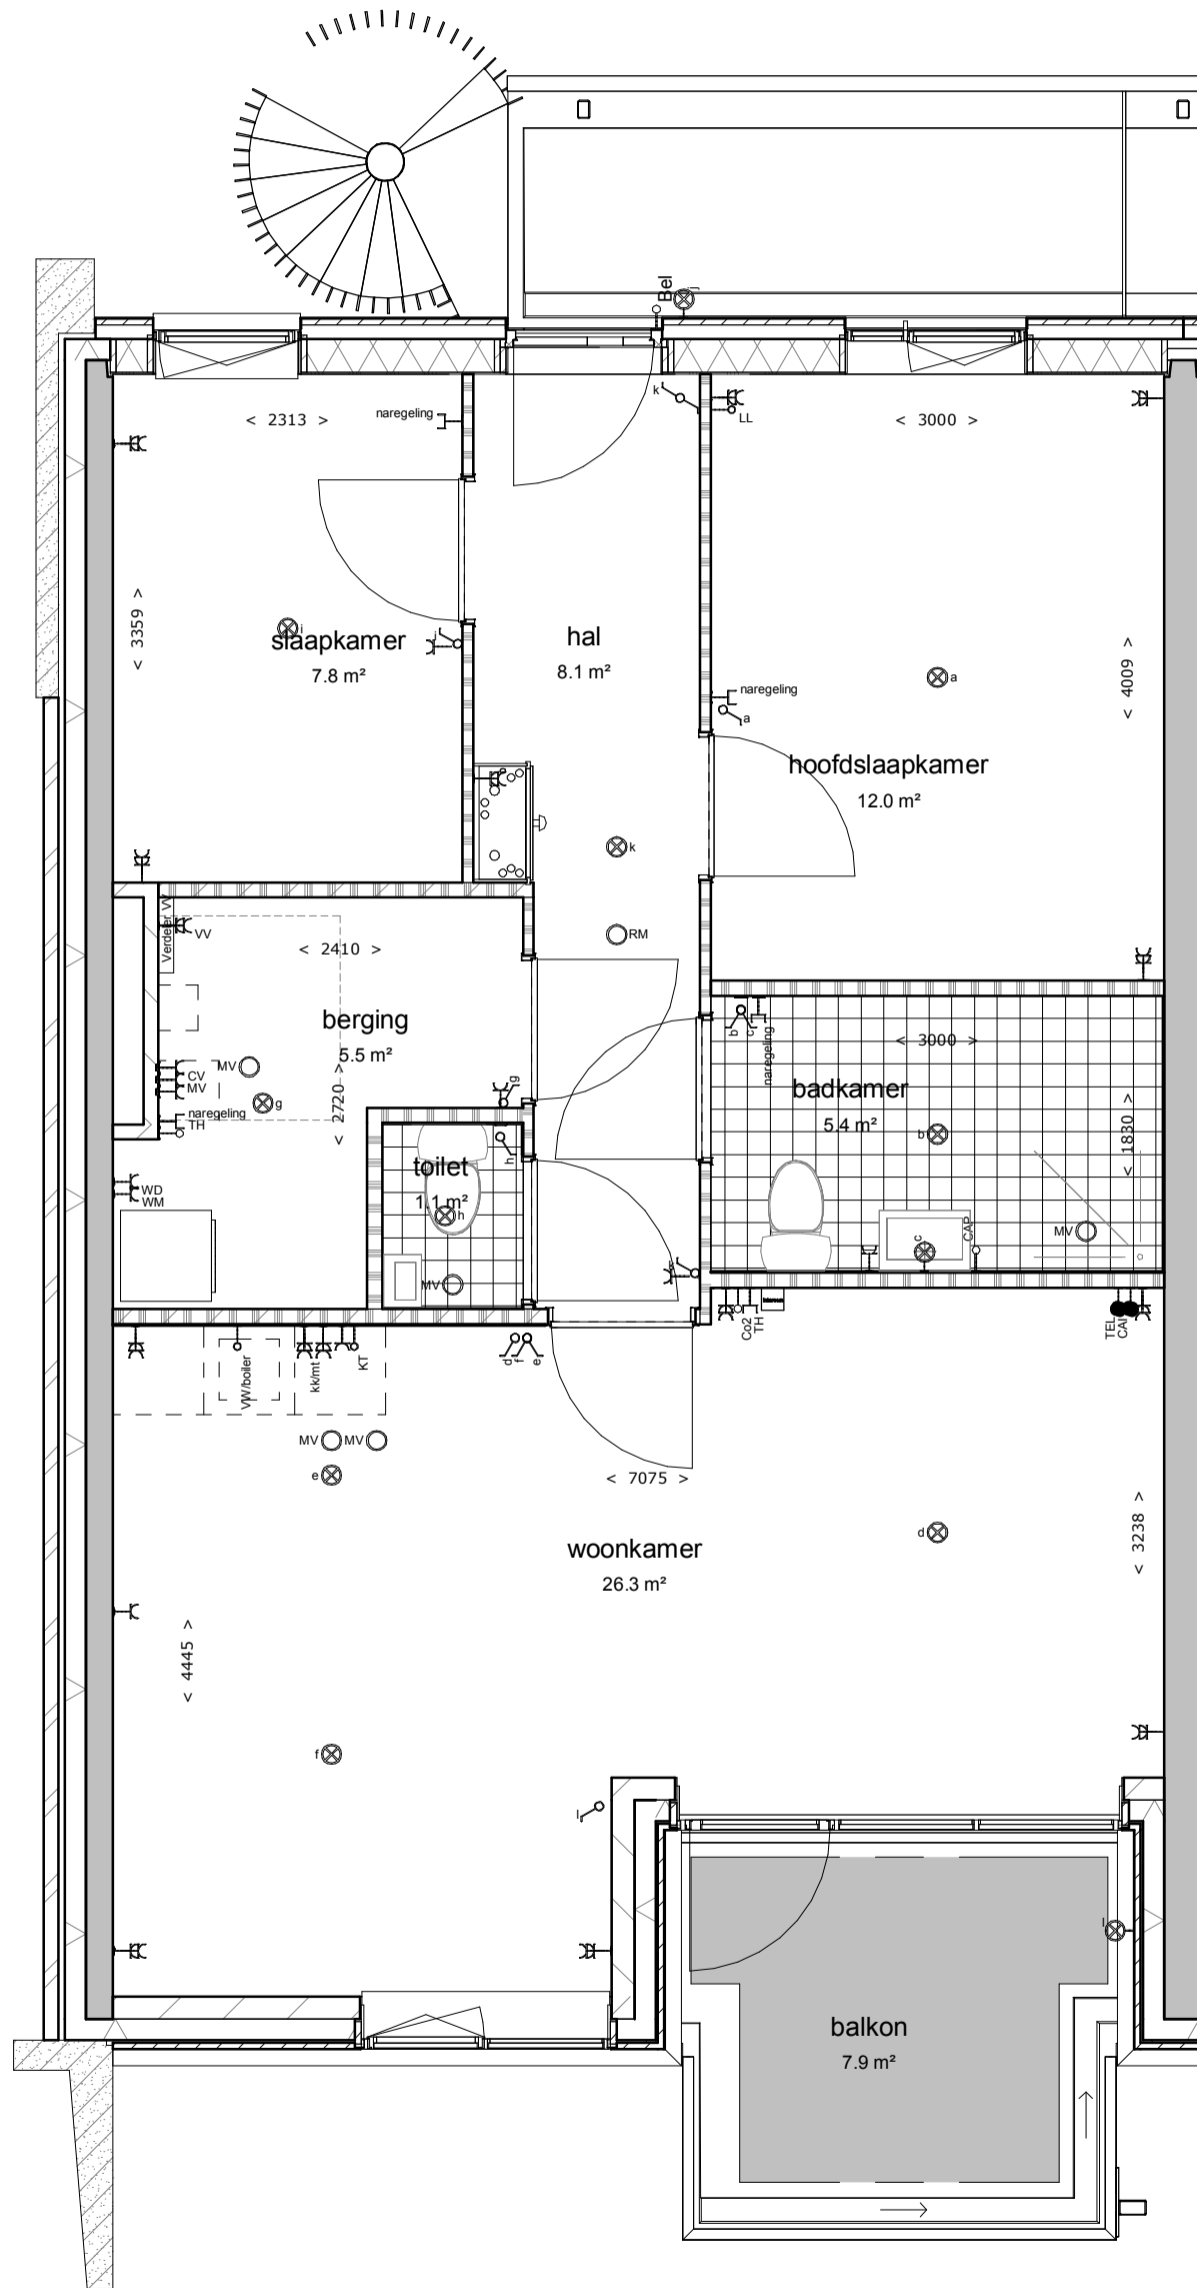 Bel
j
k
naregeling
< 2313 >
LL
< 3000 >
< 3359 >
i
slaapkamer
7.8 m²
i
hal
8.1 m²
< 4009 >
a
naregeling
a
hoofdslaapkamer
12.0 m²
k
RM
Verdeler VV
VV
< 2410 >
berging
5.5 m²
MV
CV
MV
g
naregeling
TH
< 2720 >
g
b
c
naregeling
< 3000 >
badkamer
5.4 m²
b
< 1830 >
h
toilet
1.1 m²
h
WD
WM
MV
c
CAP
MV
k
VW/boiler
kk/mt
KT
d
f
e
Co2
TH
TEL
CAI
MV
MV
e
< 7075 >
d
woonkamer
26.3 m²
< 3238 >
< 4445 >
f
l
l
balkon
7.9 m²